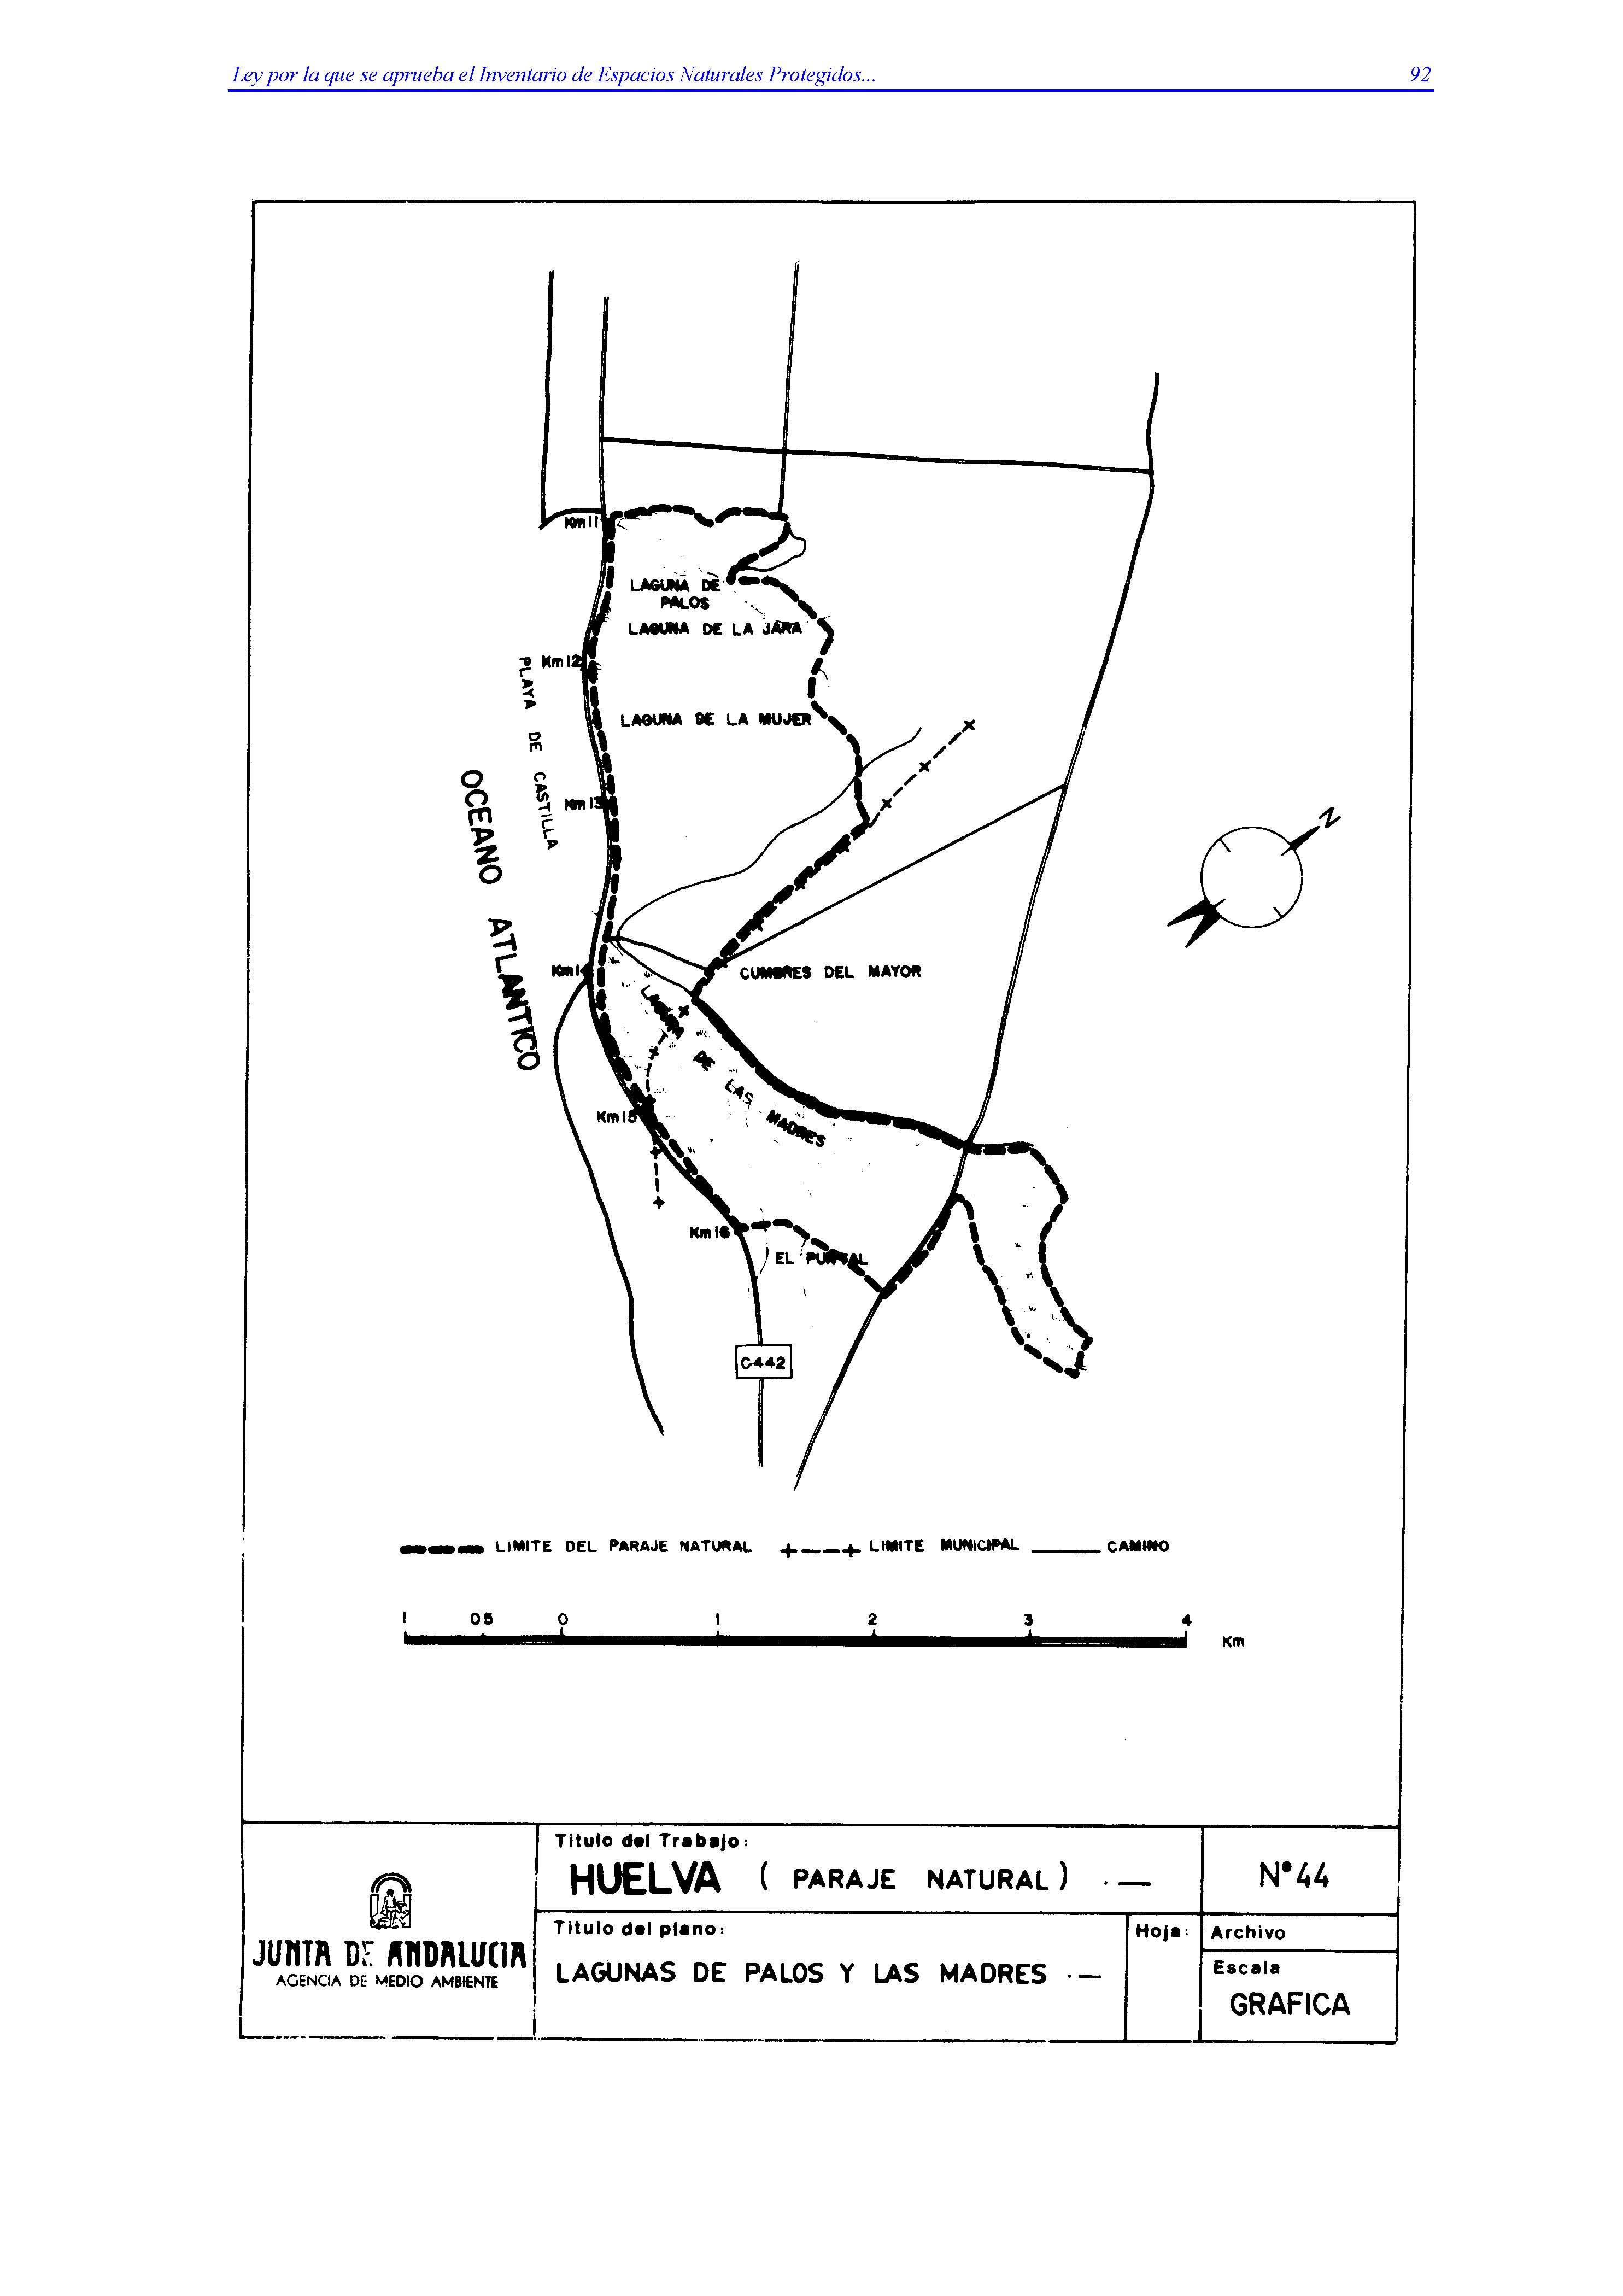 Ley por la que se aprueba el Inventario de Espacios Naturales Protegidos... 92
Km 11
LAGUNA DE
PALOS
LAGUNA DE LA JARA
Km 12
PLAYA DE CASTILLA
LAGUNA DE LA MUJER
OCEANO ATLANTICO
Km 13
N
Km 14
CUMBRES DEL MAYOR
LAGUNA DE LAS MADRES
Km 15
Km 16
EL PUNTAL
C-442
LIMITE DEL PARAJE NATURAL LIMITE MUNICIPAL CAMINO
1 05 0 1 2 3 4
Km
Titulo del Trabajo:
HUELVA ( PARAJE NATURAL ) . —
Nº44
JUNTA DE ANDALUCIA
AGENCIA DE MEDIO AMBIENTE
Titulo del plano:
LAGUNAS DE PALOS Y LAS MADRES . —
Hoja:
Archivo
Escala
GRAFICA